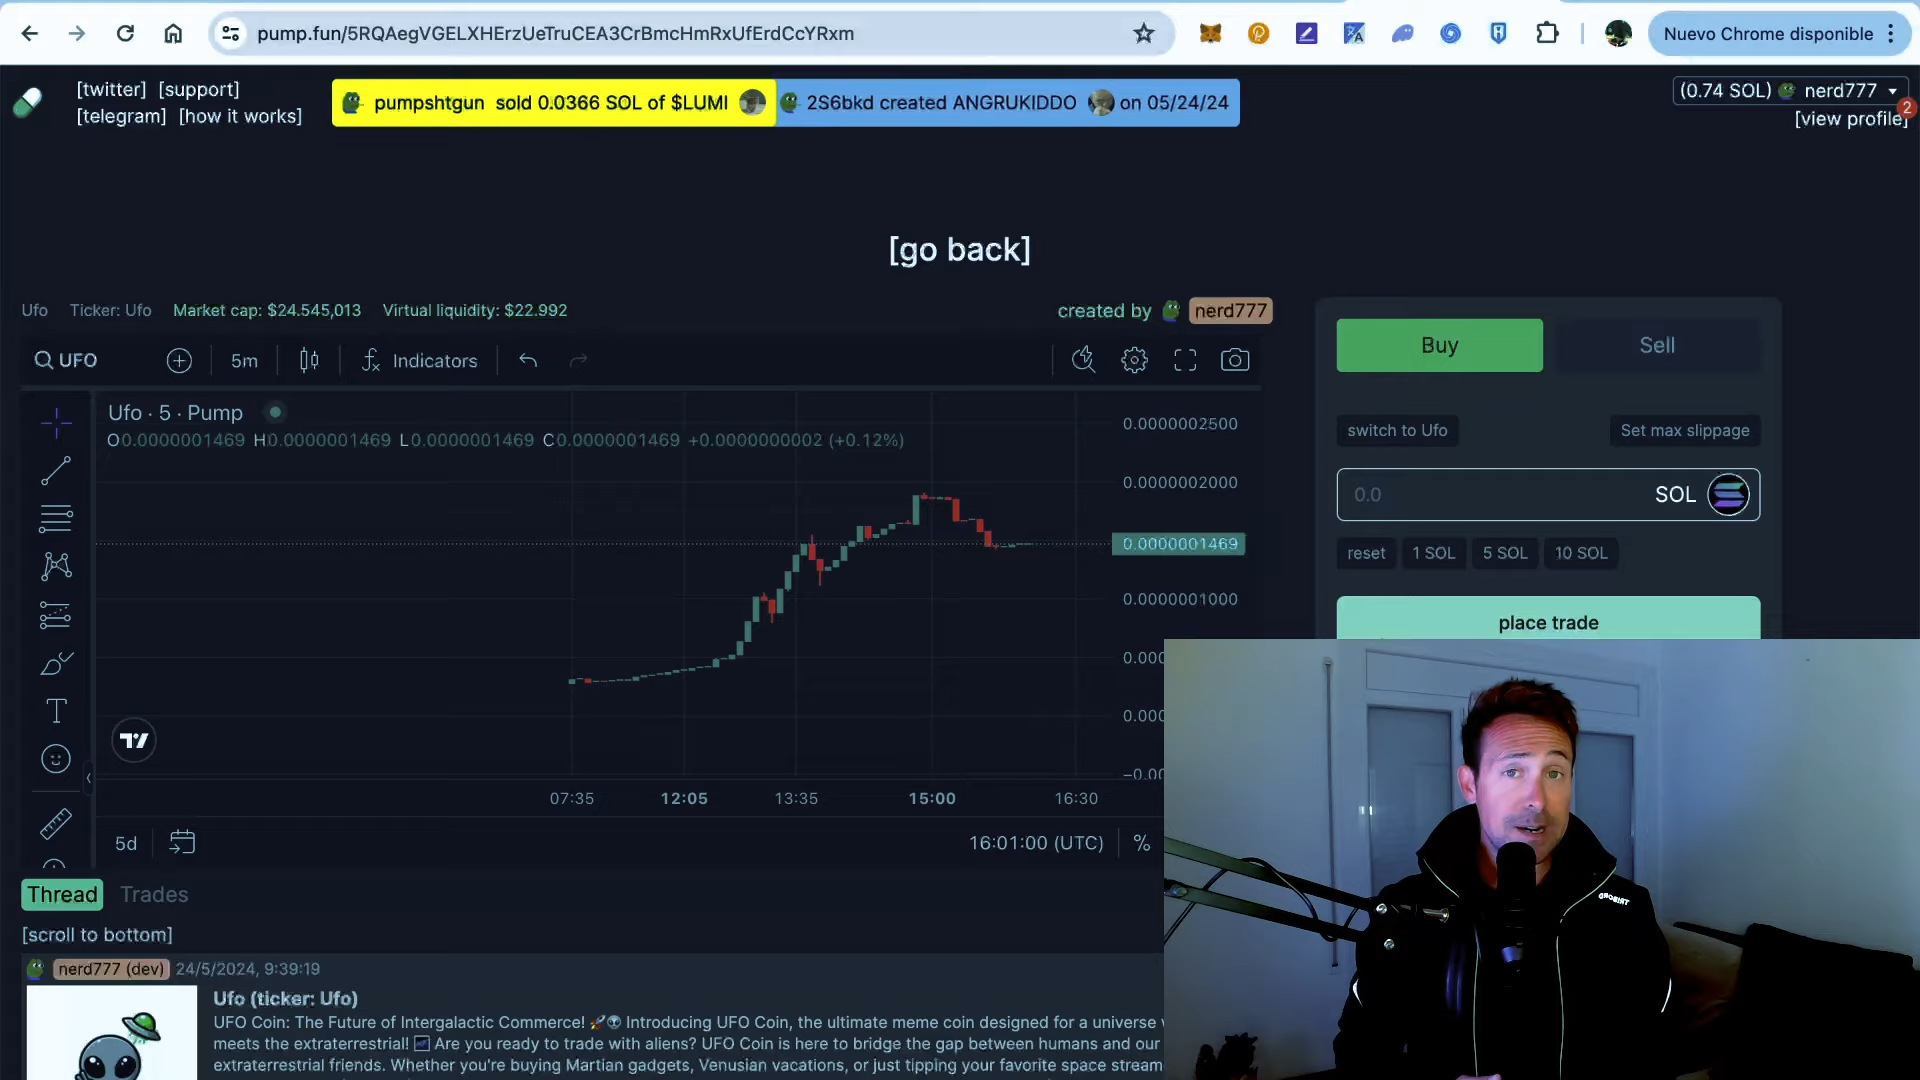 pump.fun/5RQAegVGELXHErzUeTruCEA3CrBmcHmRxUfErdCcYRxm
Nuevo Chrome disponible
[twitter] [support]
[telegram] [how it works]
pumpshtgun sold 0.0366 SOL of $LUMI
2S6bkd created ANGRUKIDDO on 05/24/24
(0.74 SOL) nerd777
2
[view profile]
[go back]
Ufo Ticker: Ufo Market cap: $24.545,013 Virtual liquidity: $22.992
created by nerd777
Buy Sell
UFO 5m Indicators
Ufo · 5 · Pump
O0.0000001469 H0.0000001469 L0.0000001469 C0.0000001469 +0.0000000002 (+0.12%)
switch to Ufo Set max slippage
0.0 SOL
reset 1 SOL 5 SOL 10 SOL
place trade
0.0000002500
0.0000002000
0.0000001469
0.0000001000
07:35 12:05 13:35 15:00 16:30
5d 16:01:00 (UTC) %
Thread Trades
[scroll to bottom]
nerd777 (dev) 24/5/2024, 9:39:19
Ufo (ticker: Ufo)
UFO Coin: The Future of Intergalactic Commerce! 🚀👽 Introducing UFO Coin, the ultimate meme coin designed for a universe
meets the extraterrestrial! 🌌 Are you ready to trade with aliens? UFO Coin is here to bridge the gap between humans and our
extraterrestrial friends. Whether you're buying Martian gadgets, Venusian vacations, or just tipping your favorite space stream